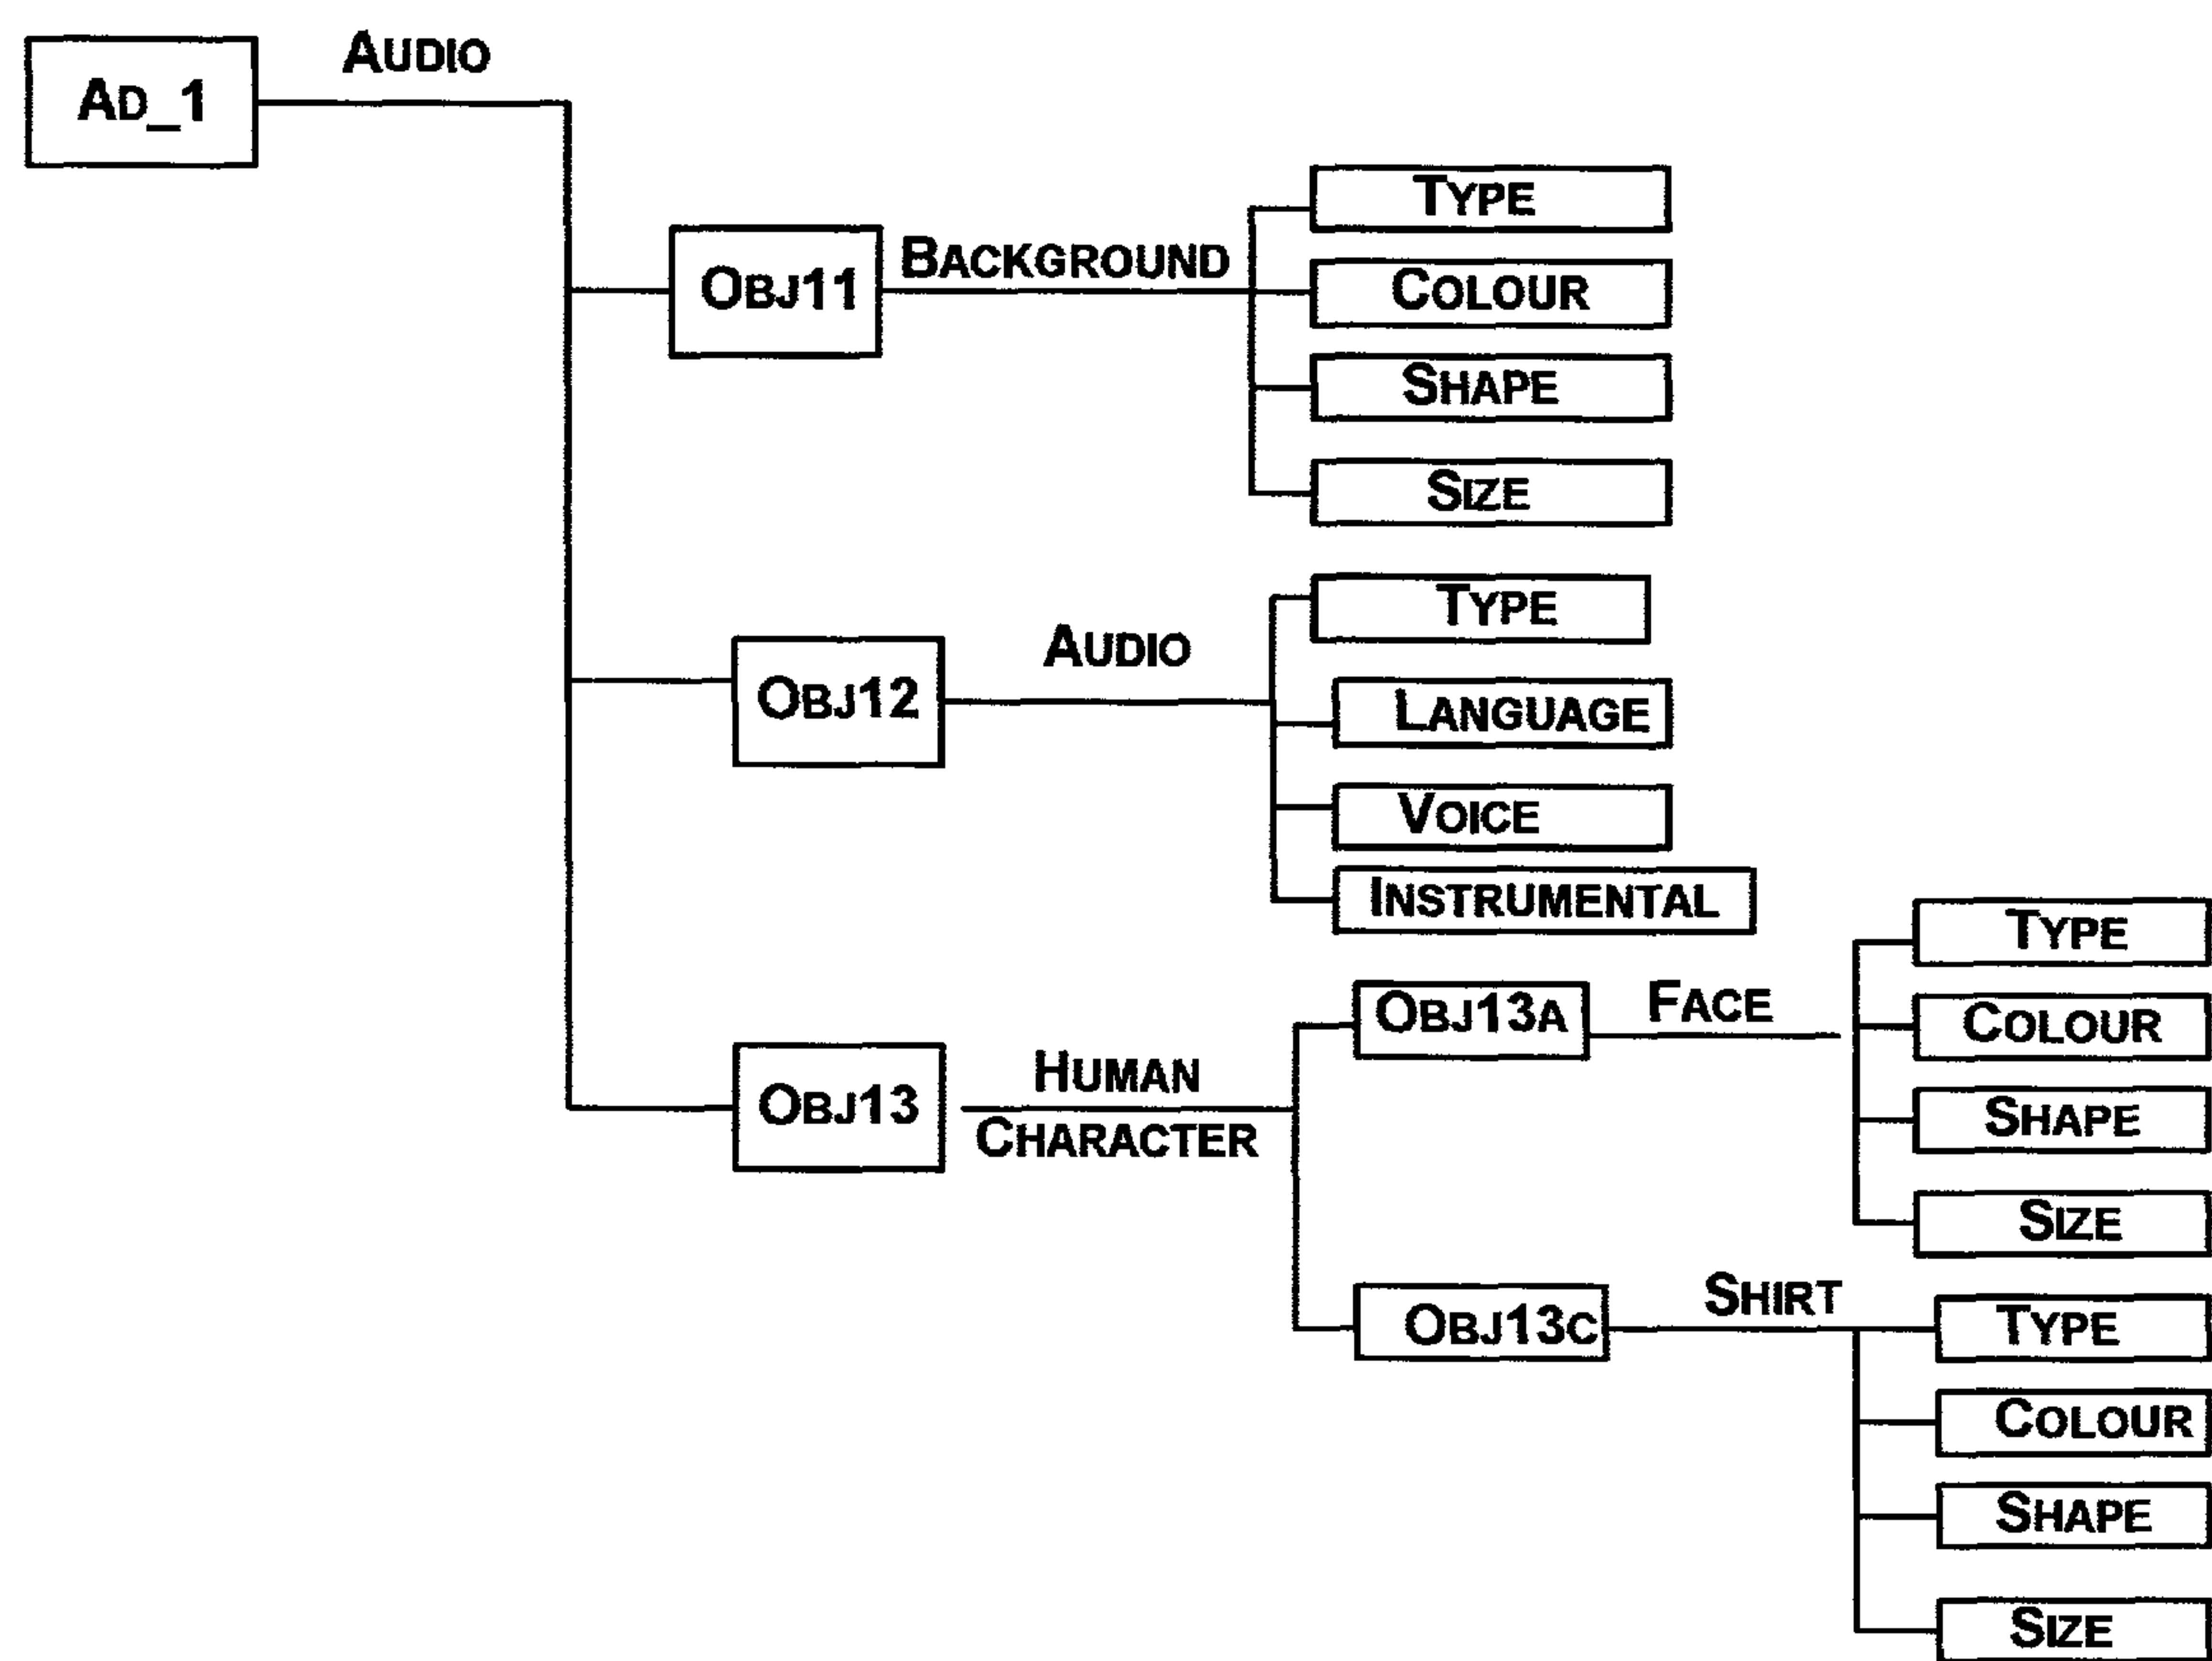 AD_1
AUDIO
OBJ11
BACKGROUND
TYPE
COLOUR
SHAPE
SIZE
OBJ12
AUDIO
TYPE
LANGUAGE
VOICE
INSTRUMENTAL
OBJ13
HUMAN
CHARACTER
OBJ13A
FACE
TYPE
COLOUR
SHAPE
SIZE
OBJ13C
SHIRT
TYPE
COLOUR
SHAPE
SIZE